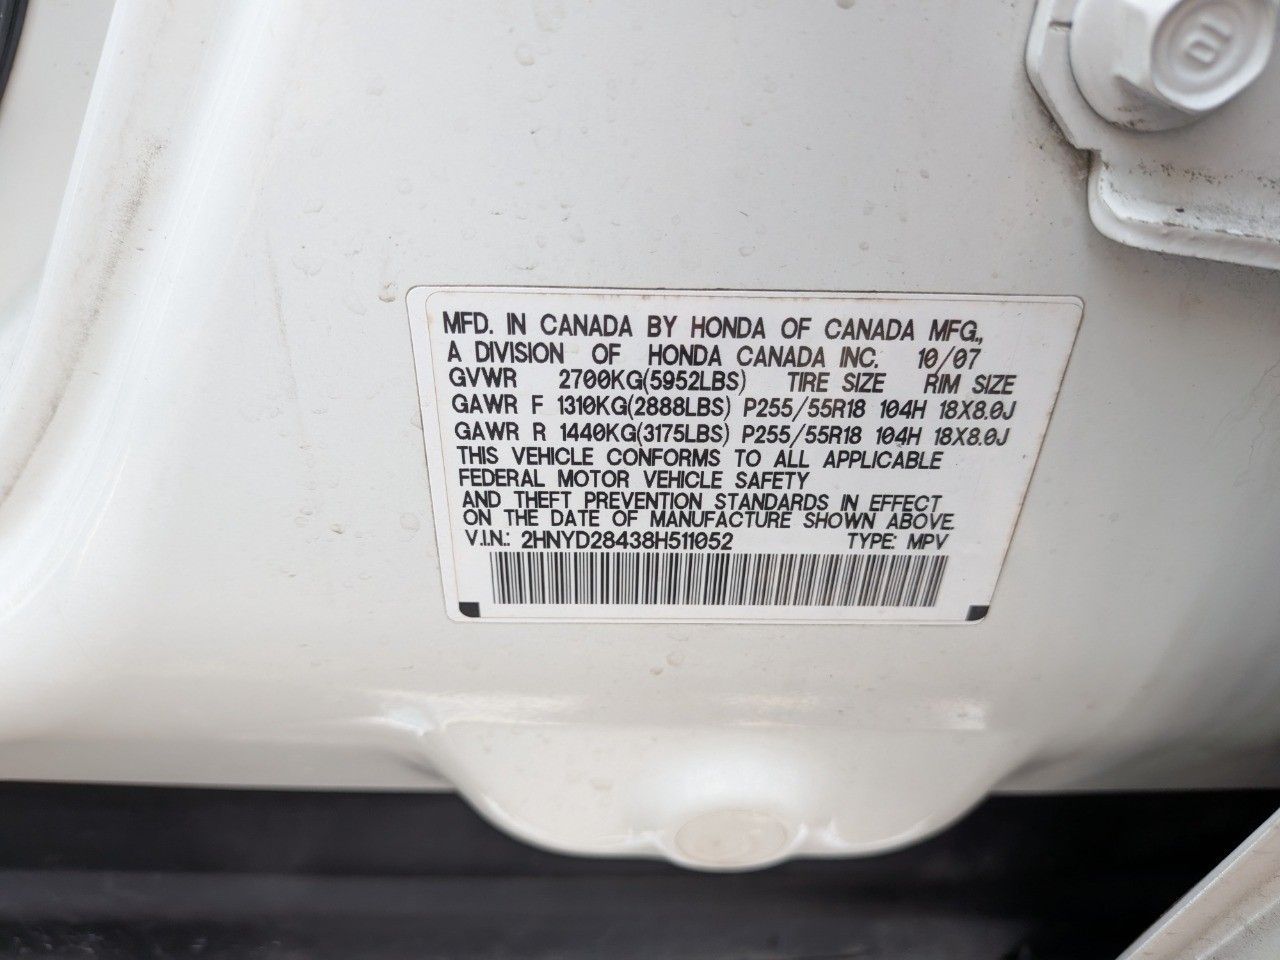 MFD. IN CANADA BY HONDA OF CANADA MFG.,
A DIVISION OF HONDA CANADA INC. 10/07
GVWR 2700KG(5952LBS) TIRE SIZE RIM SIZE
GAWR F 1310KG(2888LBS) P255/55R18 104H 18X8.0J
GAWR R 1440KG(3175LBS) P255/55R18 104H 18X8.0J
THIS VEHICLE CONFORMS TO ALL APPLICABLE
FEDERAL MOTOR VEHICLE SAFETY
AND THEFT PREVENTION STANDARDS IN EFFECT
ON THE DATE OF MANUFACTURE SHOWN ABOVE.
V.I.N.: 2HNYD28438H511052 TYPE: MPV